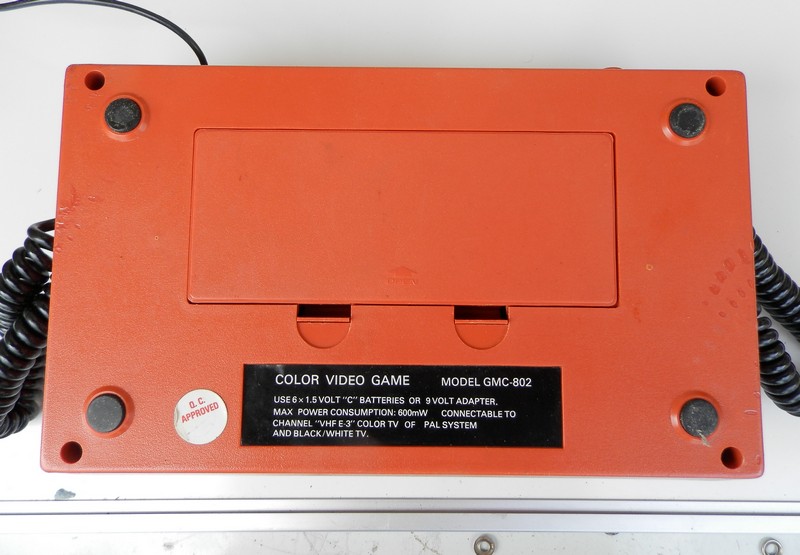 OPEN
COLOR VIDEO GAME MODEL GMC-802
USE 6 × 1.5 VOLT "C" BATTERIES OR 9 VOLT ADAPTER.
MAX POWER CONSUMPTION: 600mW CONNECTABLE TO
CHANNEL "VHF E-3" COLOR TV OF PAL SYSTEM
AND BLACK/WHITE TV.
Q.C.
APPROVED